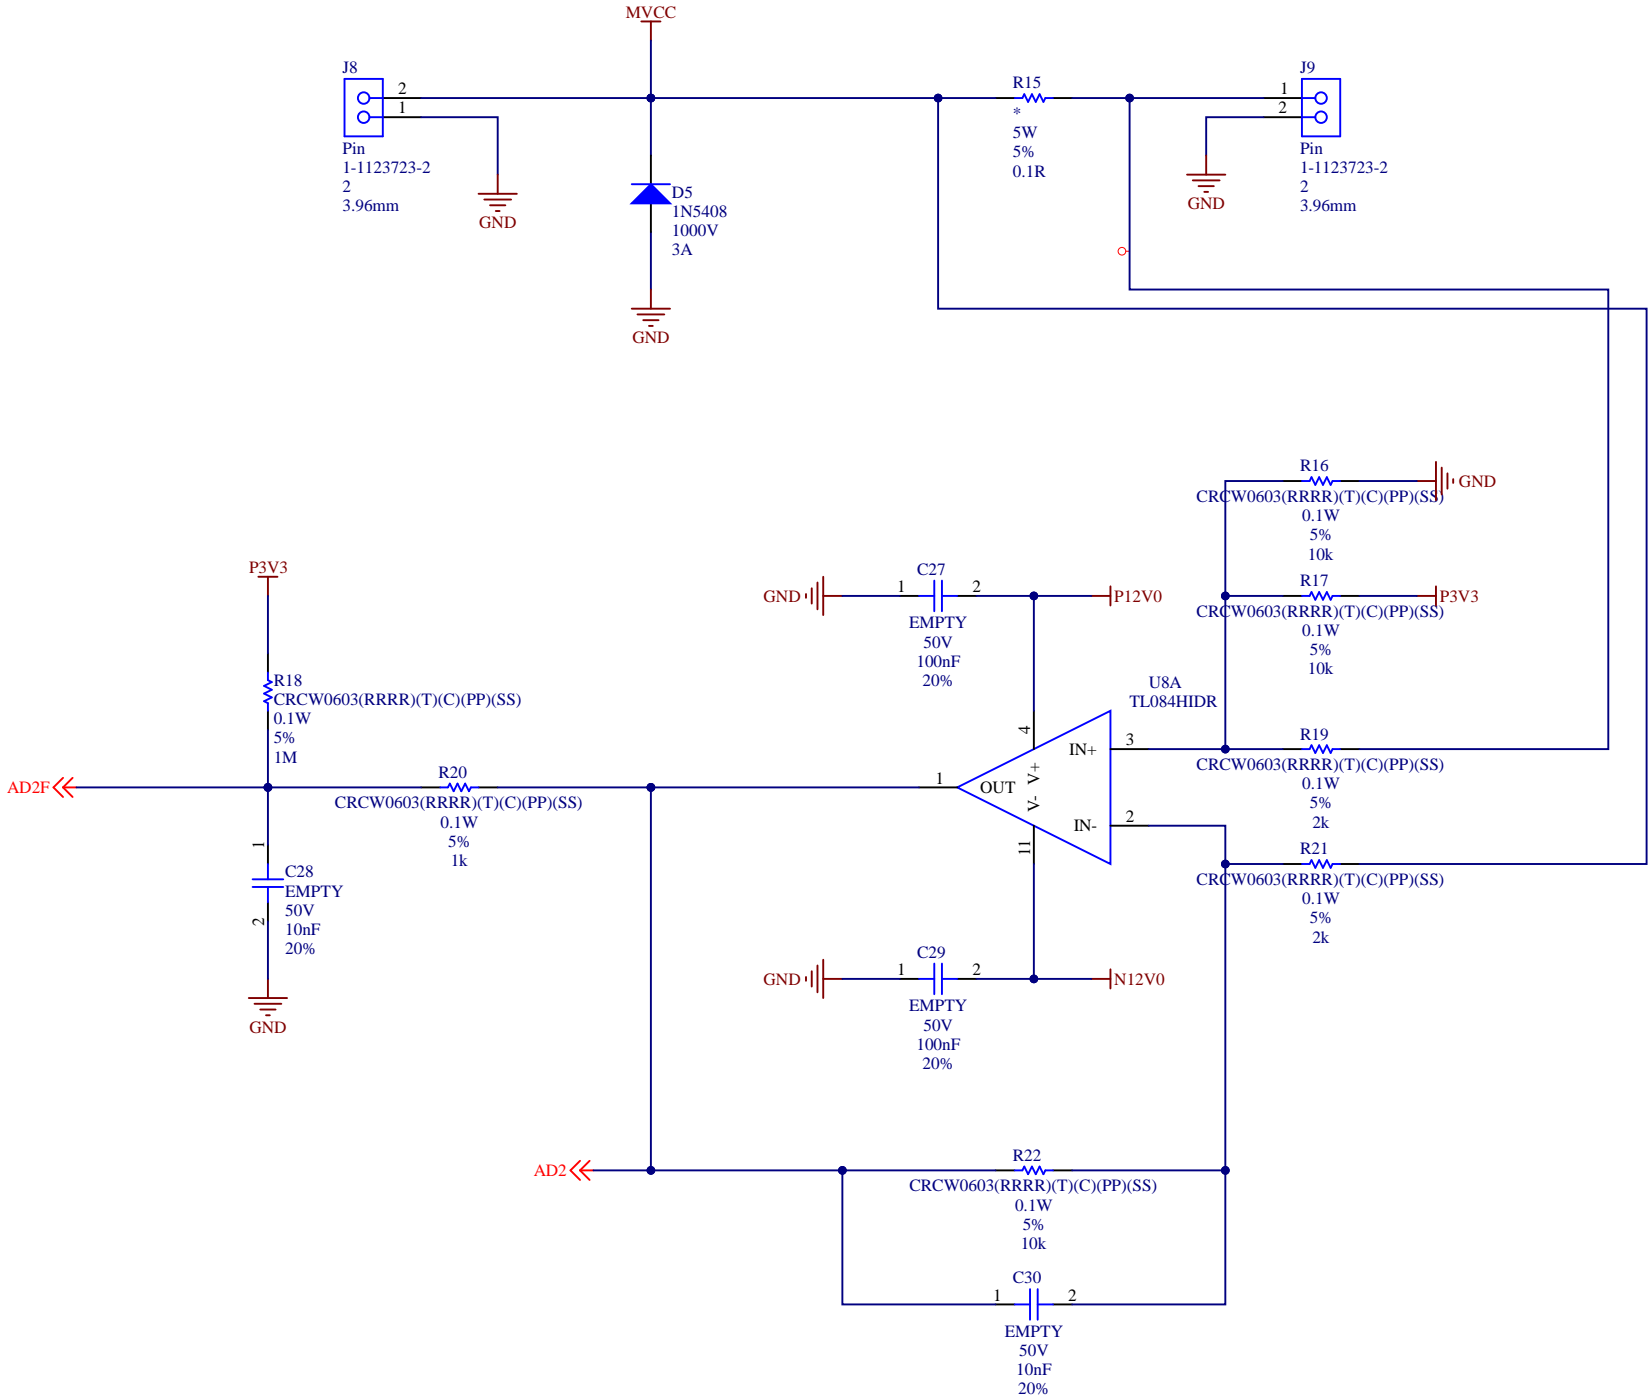 MVCC
J8
2
1
Pin
1-1123723-2
2
3.96mm
GND
D5
1N5408
1000V
3A
GND
R15
*
5W
5%
0.1R
J9
1
2
Pin
1-1123723-2
2
3.96mm
GND
R16
GND
CRCW0603(RRRR)(T)(C)(PP)(SS)
0.1W
5%
10k
R17
P3V3
CRCW0603(RRRR)(T)(C)(PP)(SS)
0.1W
5%
10k
GND
1
C27
2
P12V0
EMPTY
50V
100nF
20%
P3V3
R18
CRCW0603(RRRR)(T)(C)(PP)(SS)
0.1W
5%
1M
U8A
TL084HIDR
4
IN+
3
V+
1
OUT
V-
IN-
2
11
R19
CRCW0603(RRRR)(T)(C)(PP)(SS)
0.1W
5%
2k
R21
CRCW0603(RRRR)(T)(C)(PP)(SS)
0.1W
5%
2k
AD2F
R20
CRCW0603(RRRR)(T)(C)(PP)(SS)
0.1W
5%
1k
1
C28
EMPTY
50V
10nF
20%
2
GND
GND
1
C29
2
N12V0
EMPTY
50V
100nF
20%
AD2
R22
CRCW0603(RRRR)(T)(C)(PP)(SS)
0.1W
5%
10k
1
C30
2
EMPTY
50V
10nF
20%